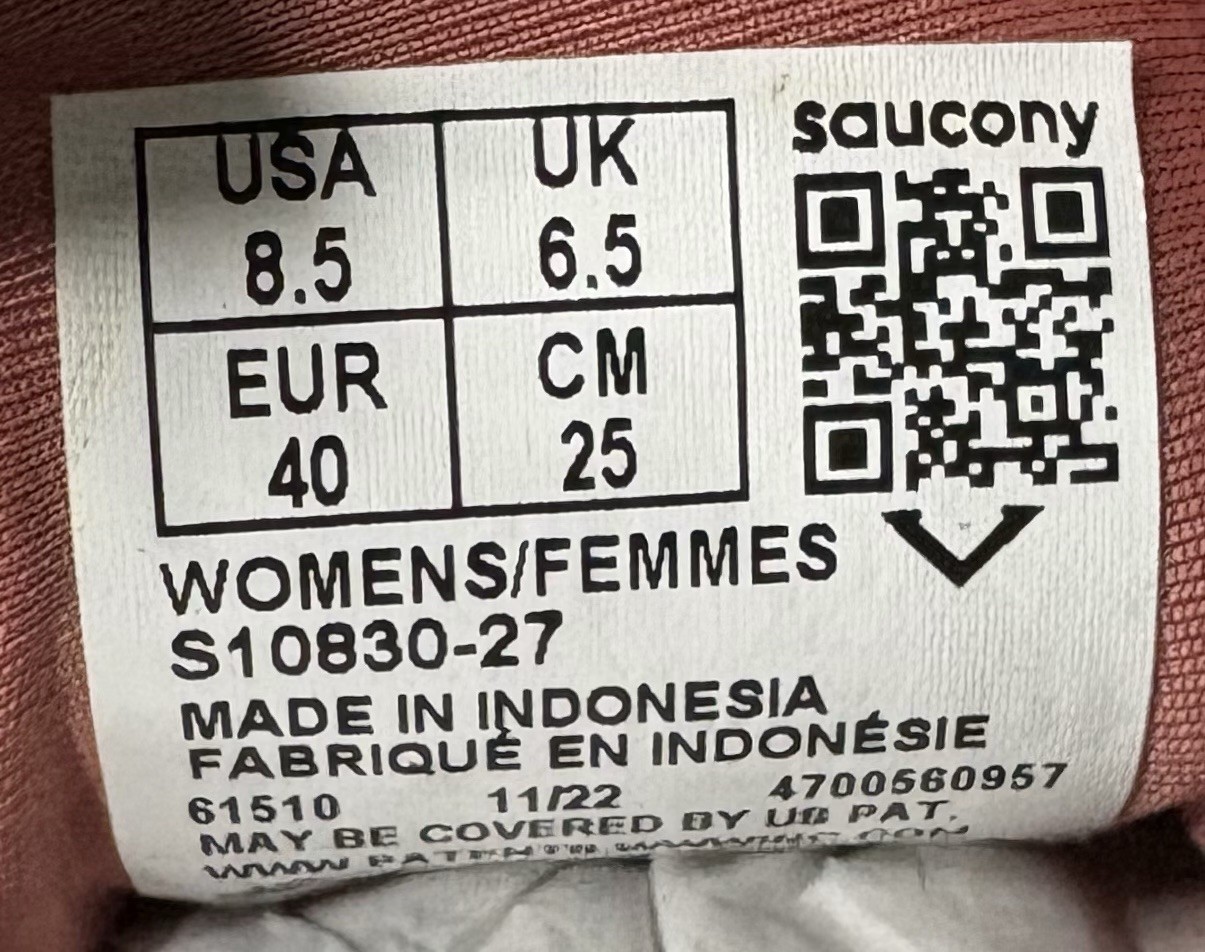 saucony
USA
8.5
UK
6.5
EUR
40
CM
25
WOMENS/FEMMES
S10830-27
MADE IN INDONESIA
FABRIQUÉ EN INDONÉSIE
61510 11/22 4700560957
MAY BE COVERED BY US PAT.